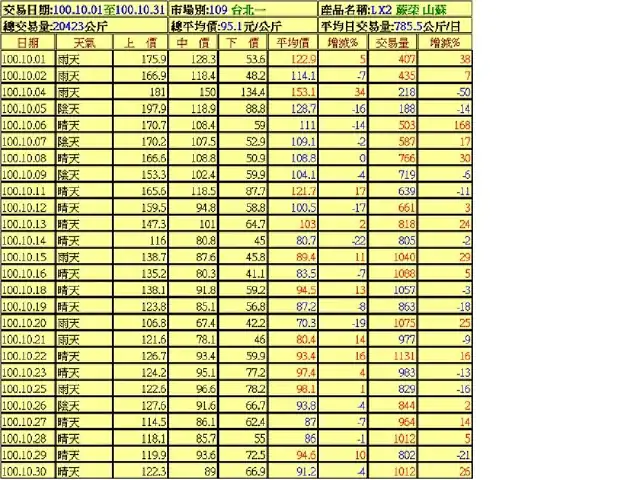 交易日期:100.10.01至100.10.31 市場別:109 台北一 產品名稱:LX2 蕨菜 山蘇
總交易量:20423公斤 總平均價:95.1元/公斤 平均日交易量:785.5公斤/日
日期 天氣 上 價 中 價 下 價 平均價 增減% 交易量 增減%
100.10.01 雨天 175.9 128.3 53.6 122.9 5 407 38
100.10.02 雨天 166.9 118.4 48.2 114.1 -7 435 7
100.10.04 雨天 181 150 134.4 153.1 34 218 -50
100.10.05 陰天 197.9 118.9 88.8 128.7 -16 188 -14
100.10.06 晴天 170.7 108.4 59 111 -14 503 168
100.10.07 陰天 170.2 107.5 52.9 109.1 -2 587 17
100.10.08 晴天 166.6 108.8 50.9 108.8 0 766 30
100.10.09 陰天 153.3 102.4 59.9 104.1 -4 719 -6
100.10.11 晴天 165.6 118.5 87.7 121.7 17 639 -11
100.10.12 晴天 159.5 94.8 58.8 100.5 -17 661 3
100.10.13 晴天 147.3 101 64.7 103 2 818 24
100.10.14 晴天 116 80.8 45 80.7 -22 805 -2
100.10.15 雨天 138.7 87.6 45.8 89.4 11 1040 29
100.10.16 晴天 135.2 80.3 41.1 83.5 -7 1088 5
100.10.18 晴天 138.1 91.8 59.2 94.5 13 1057 -3
100.10.19 晴天 123.8 85.1 56.8 87.2 -8 863 -18
100.10.20 雨天 106.8 67.4 42.2 70.3 -19 1075 25
100.10.21 雨天 121.6 78.1 46 80.4 14 977 -9
100.10.22 晴天 126.7 93.4 59.4 93.4 16 1131 16
100.10.23 晴天 124.2 95.1 77.2 97.4 4 983 -13
100.10.25 雨天 122.6 96.6 78.2 98.1 1 829 -16
100.10.26 陰天 127.6 91.6 66.7 93.8 -4 844 2
100.10.27 晴天 114.5 86.1 62.4 87 -7 964 14
100.10.28 晴天 118.1 85.7 55 86 -1 1012 5
100.10.29 晴天 119.9 93.6 72.5 94.6 10 802 -21
100.10.30 晴天 122.3 89 66.9 91.2 -4 1012 26